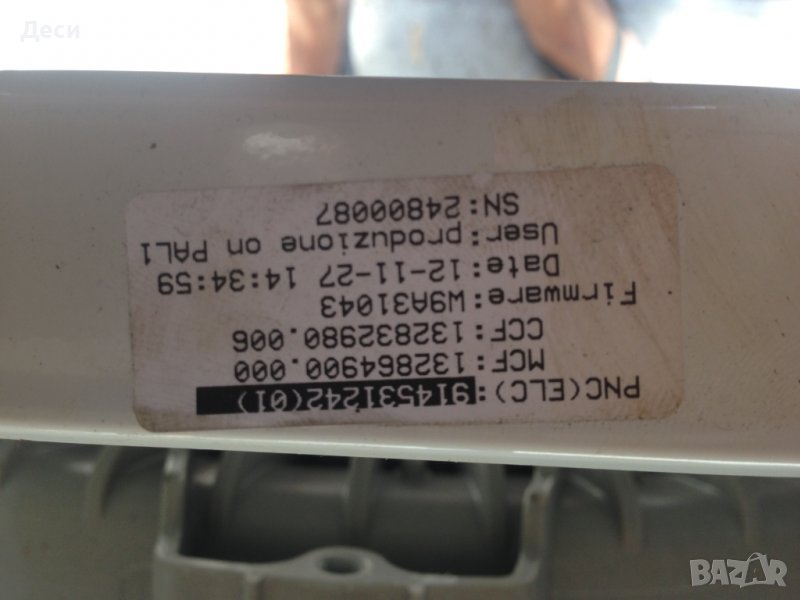 Деси
PNC(ELC):914531242(01)
MCF:132864900.000
CCF:132832980.006
Firmware:W9A31043
Date:12-11-27 14:34:59
User:produzione on PAL1
SN:24800087
BAZAR